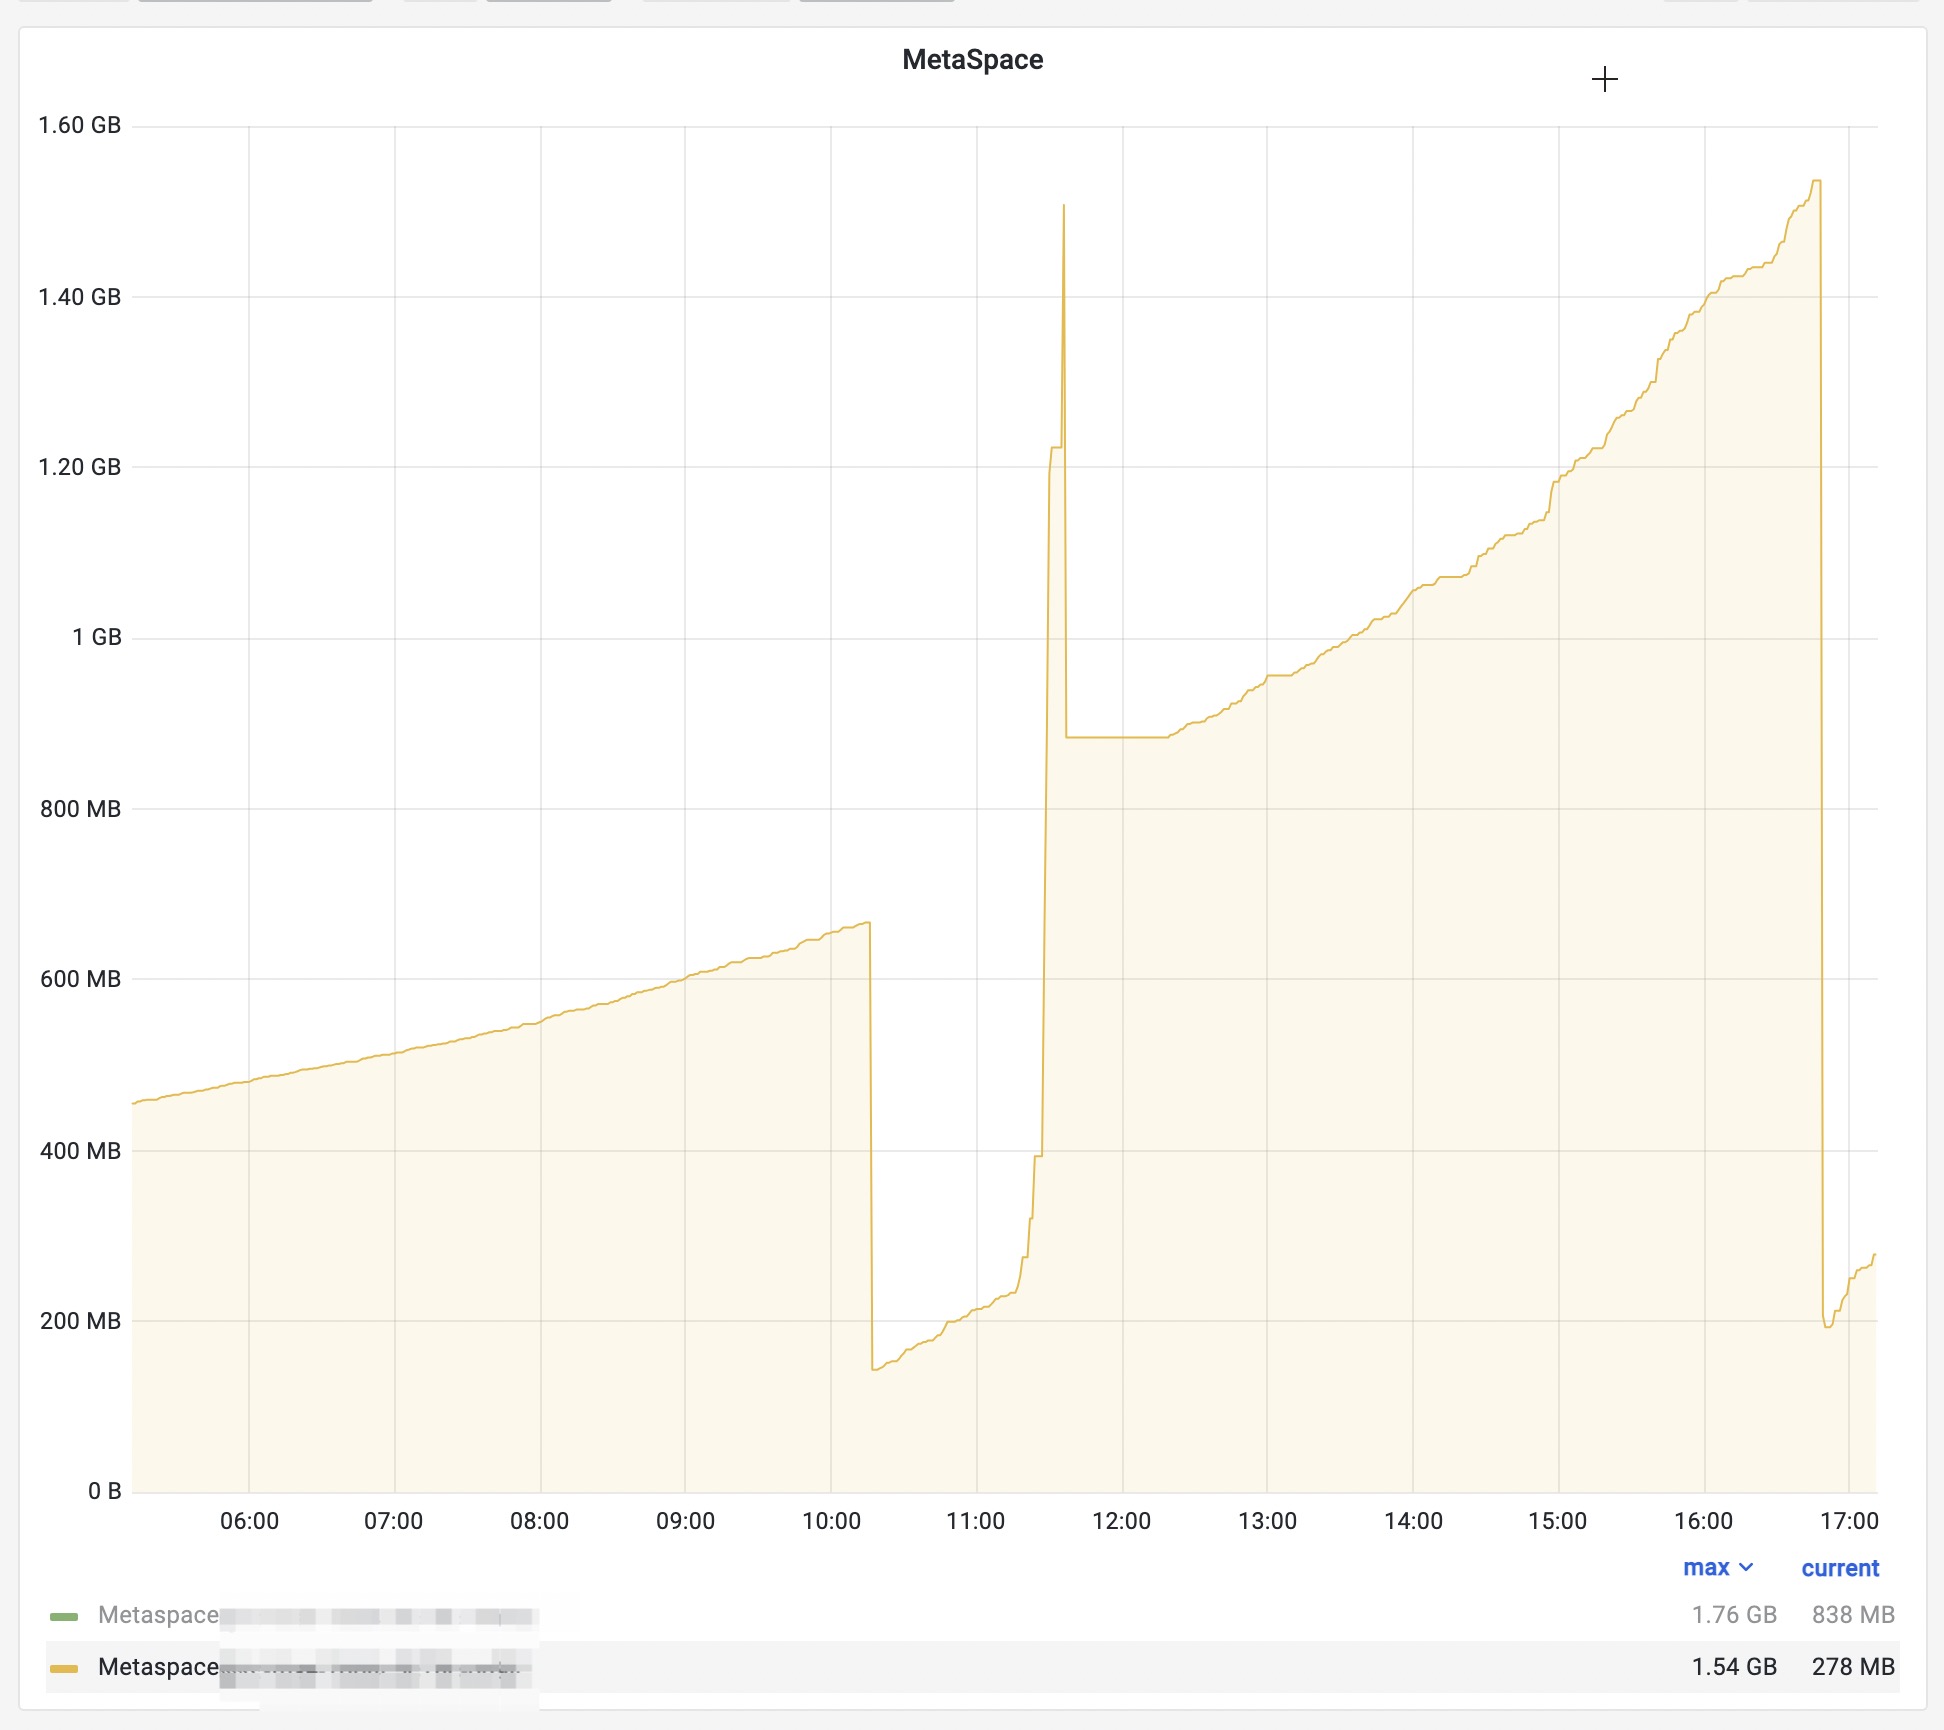 MetaSpace
1.60 GB
1.40 GB
1.20 GB
1 GB
800 MB
600 MB
400 MB
200 MB
0 B
06:00 07:00 08:00 09:00 10:00 11:00 12:00 13:00 14:00 15:00 16:00 17:00
max current
Metaspace 1.76 GB 838 MB
Metaspace 1.54 GB 278 MB